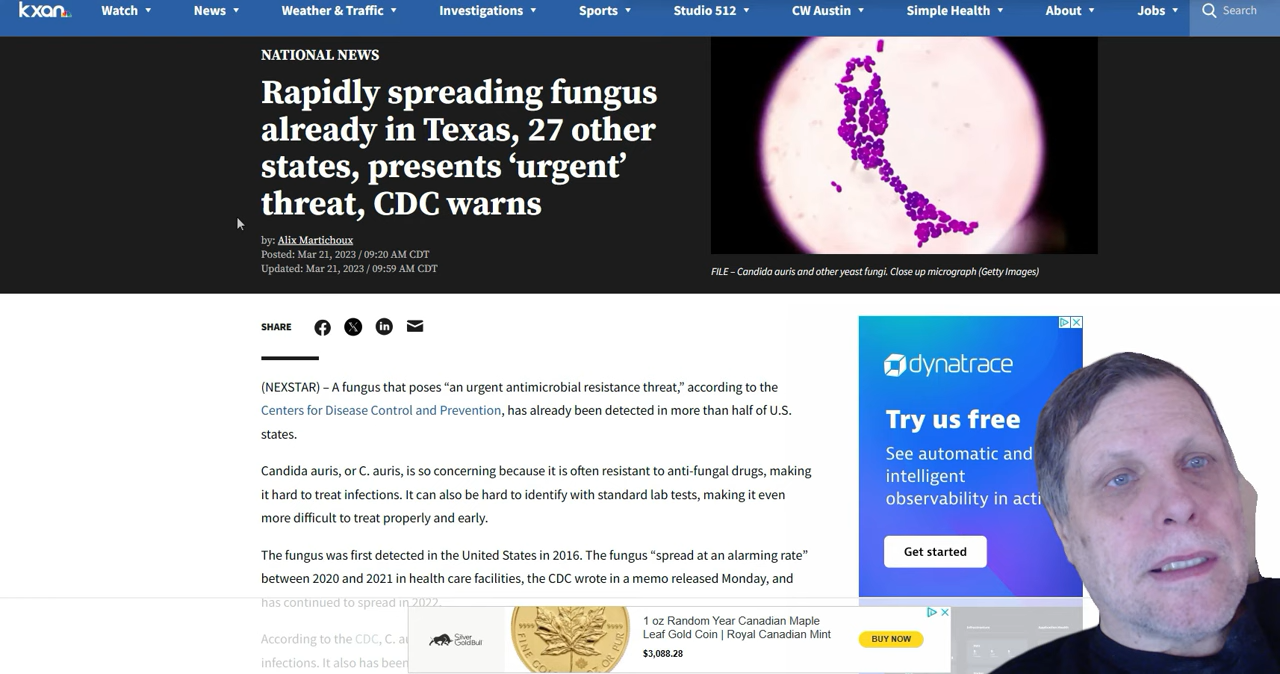 kxan
Watch
News
Weather & Traffic
Investigations
Sports
Studio 512
CW Austin
Simple Health
About
Jobs
Search
NATIONAL NEWS
Rapidly spreading fungus
already in Texas, 27 other
states, presents ‘urgent’
threat, CDC warns
by: Alix Martichoux
Posted: Mar 21, 2023 / 09:20 AM CDT
Updated: Mar 21, 2023 / 09:59 AM CDT
FILE – Candida auris and other yeast fungi. Close up micrograph (Getty Images)
SHARE
(NEXSTAR) – A fungus that poses “an urgent antimicrobial resistance threat,” according to the
Centers for Disease Control and Prevention, has already been detected in more than half of U.S.
states.
Candida auris, or C. auris, is so concerning because it is often resistant to anti-fungal drugs, making
it hard to treat infections. It can also be hard to identify with standard lab tests, making it even
more difficult to treat properly and early.
The fungus was first detected in the United States in 2016. The fungus “spread at an alarming rate”
between 2020 and 2021 in health care facilities, the CDC wrote in a memo released Monday, and
has continued to spread in 2022.
According to the CDC, C. au
infections. It also has been
dynatrace
Try us free
See automatic and
intelligent
observability in acti
Get started
Silver
GoldBull
FINE GOLD
1 oz Random Year Canadian Maple
Leaf Gold Coin | Royal Canadian Mint
$3,088.28
BUY NOW